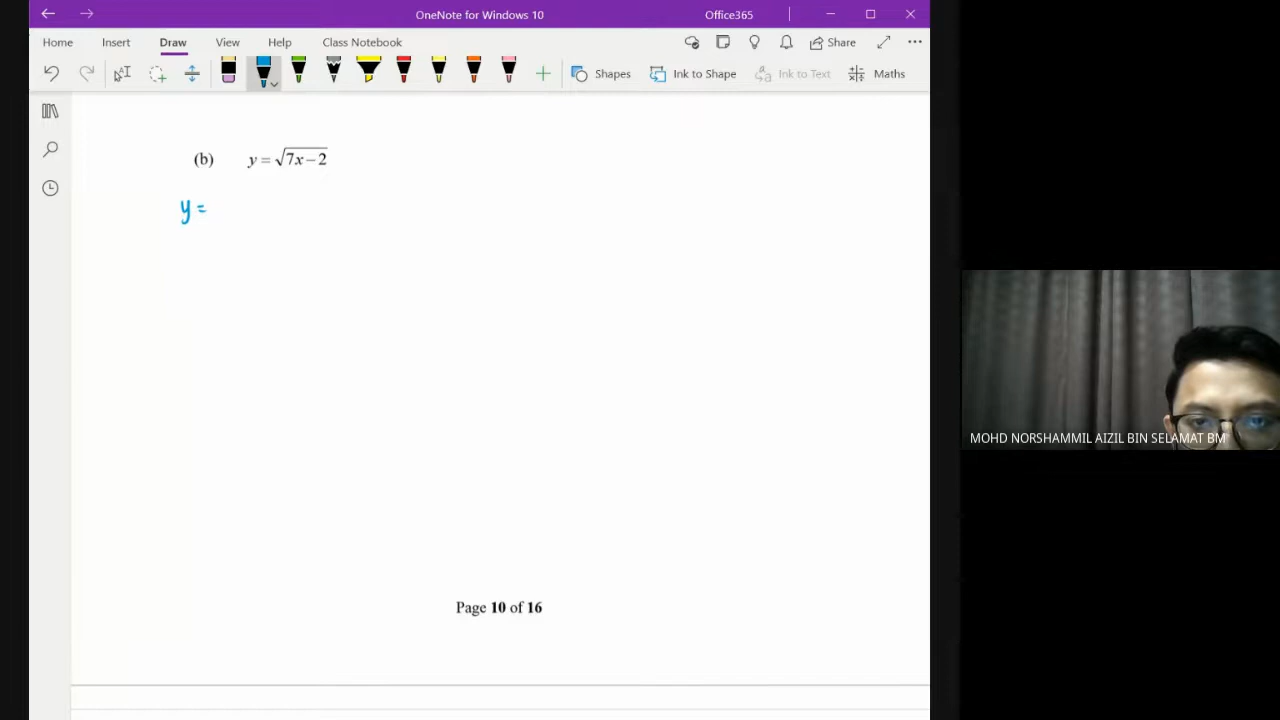 OneNote for Windows 10
Office365
Home Insert Draw View Help Class Notebook
Share
Shapes Ink to Shape Ink to Text Maths
(b) y = √7x − 2
y =
MOHD NORSHAMMIL AIZIL BIN SELAMAT BM
Page 10 of 16